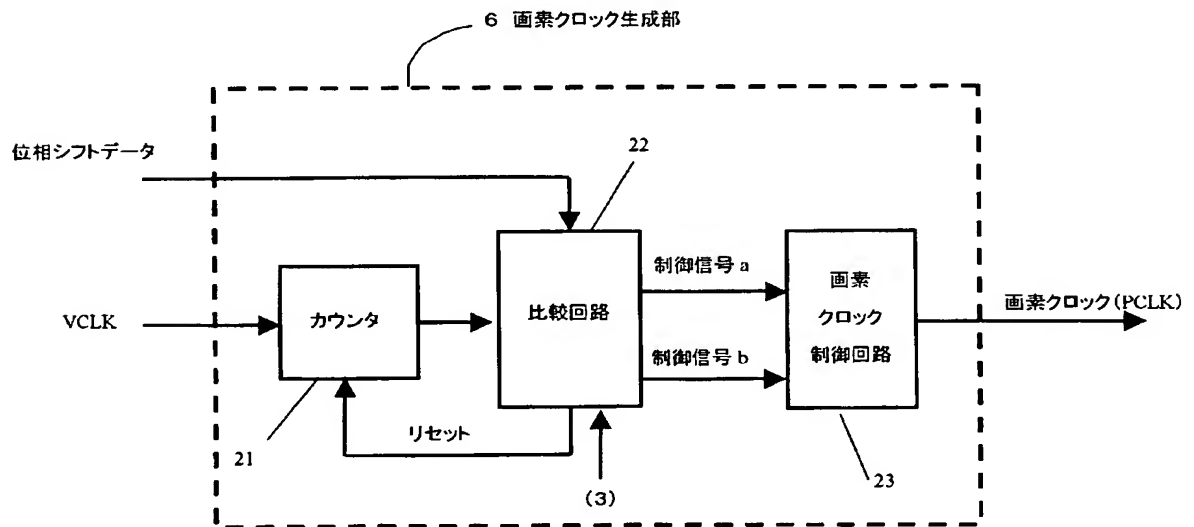 6 画素クロック生成部
位相シフトデータ
22
制御信号 a
画素
クロック
制御回路
比較回路
画素クロック(PCLK)
VCLK
カウンタ
制御信号 b
リセット
21
(3)
23